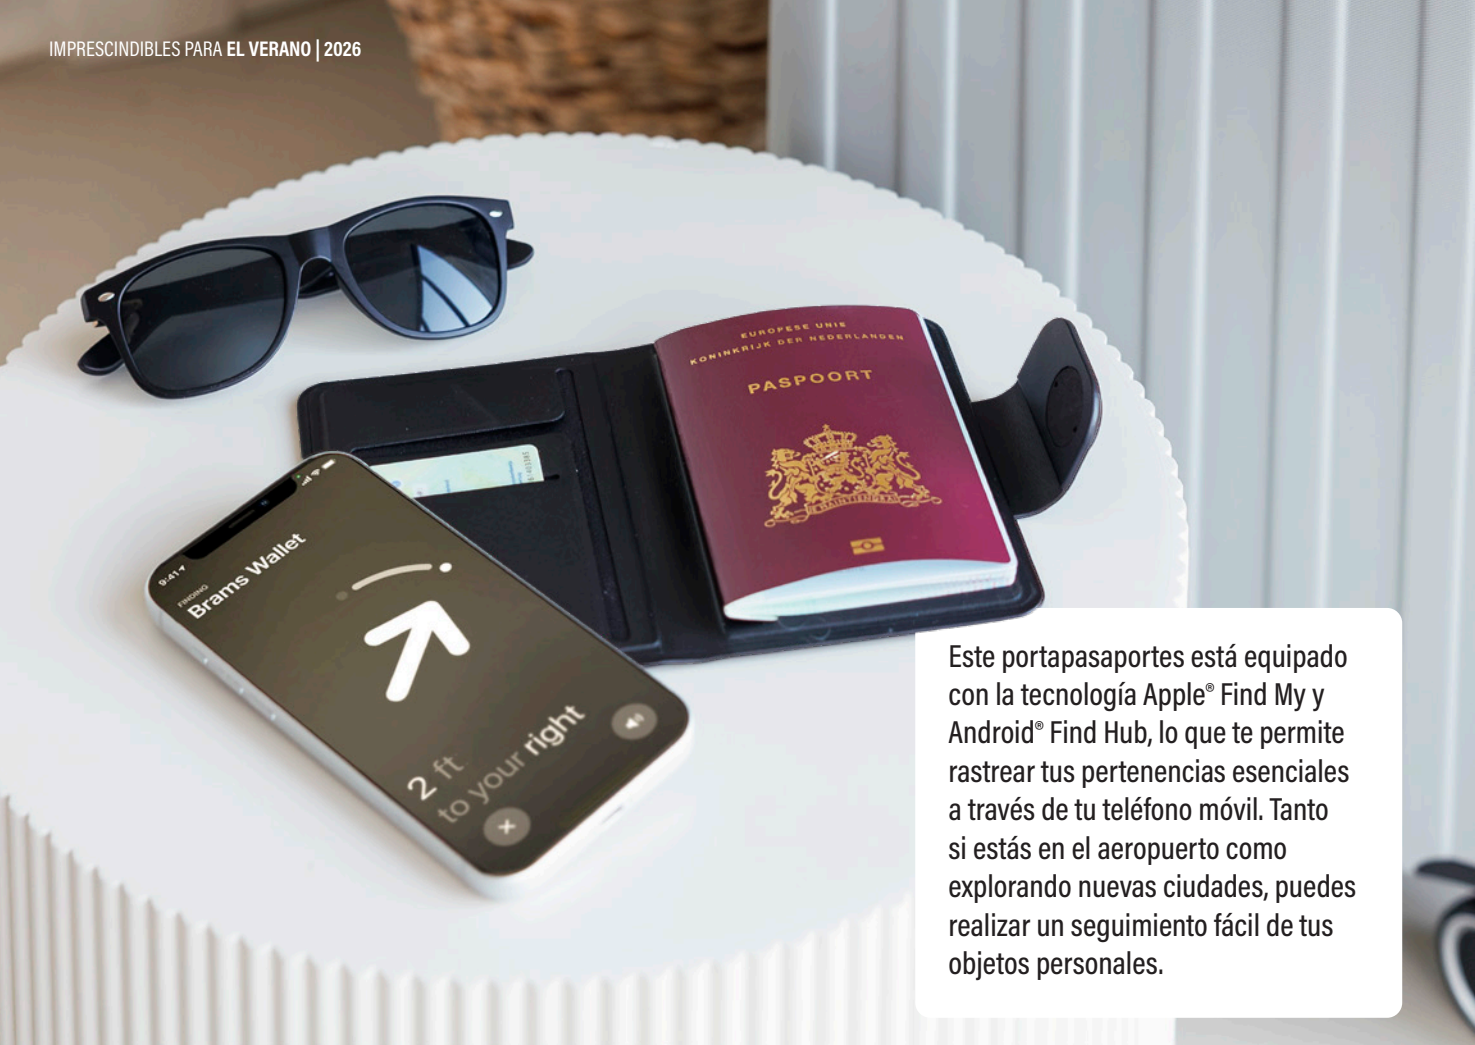 IMPRESCINDIBLES PARA EL VERANO | 2026
EUROPESE UNIE
KONINKRIJK DER NEDERLANDEN
PASPOORT
JE MAINTIENDRAI
9:41
FINDING
Brams Wallet
2 ft
to your right
Este portapasaportes está equipado
con la tecnología Apple® Find My y
Android® Find Hub, lo que te permite
rastrear tus pertenencias esenciales
a través de tu teléfono móvil. Tanto
si estás en el aeropuerto como
explorando nuevas ciudades, puedes
realizar un seguimiento fácil de tus
objetos personales.